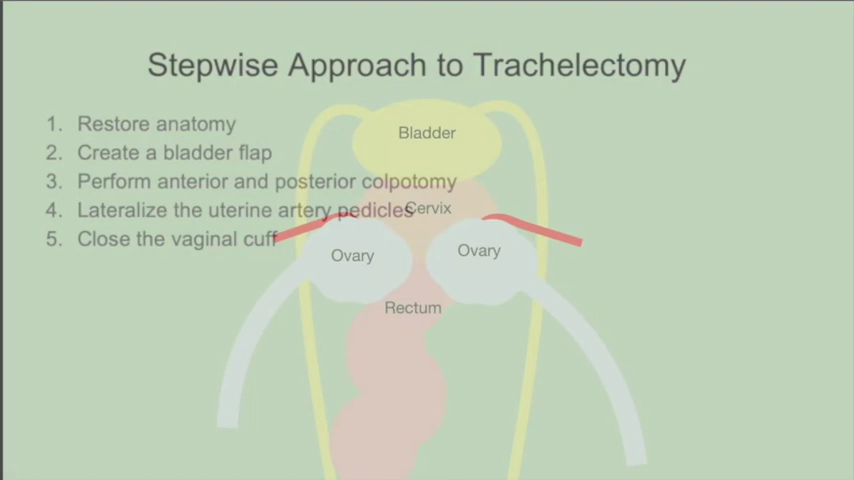 Stepwise Approach to Trachelectomy
1. Restore anatomy
2. Create a bladder flap
3. Perform anterior and posterior colpotomy
4. Lateralize the uterine artery pedicles
5. Close the vaginal cuff
Bladder
Cervix
Ovary
Ovary
Rectum